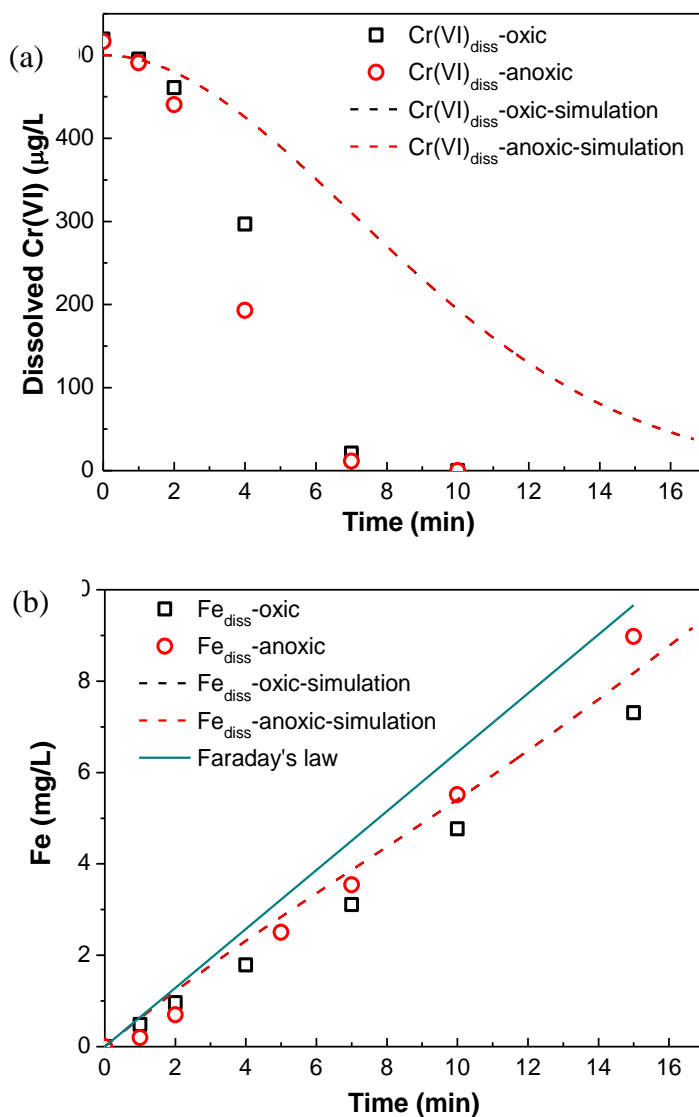 (a)
Cr(VI)diss-oxic
Cr(VI)diss-anoxic
Cr(VI)diss-oxic-simulation
Cr(VI)diss-anoxic-simulation
Dissolved Cr(VI) (μg/L)
00
400
300
200
100
0
0 2 4 6 8 10 12 14 16
Time (min)
(b)
Fediss-oxic
Fediss-anoxic
Fediss-oxic-simulation
Fediss-anoxic-simulation
Faraday's law
Fe (mg/L)
0
8
6
4
2
0
0 2 4 6 8 10 12 14 16
Time (min)